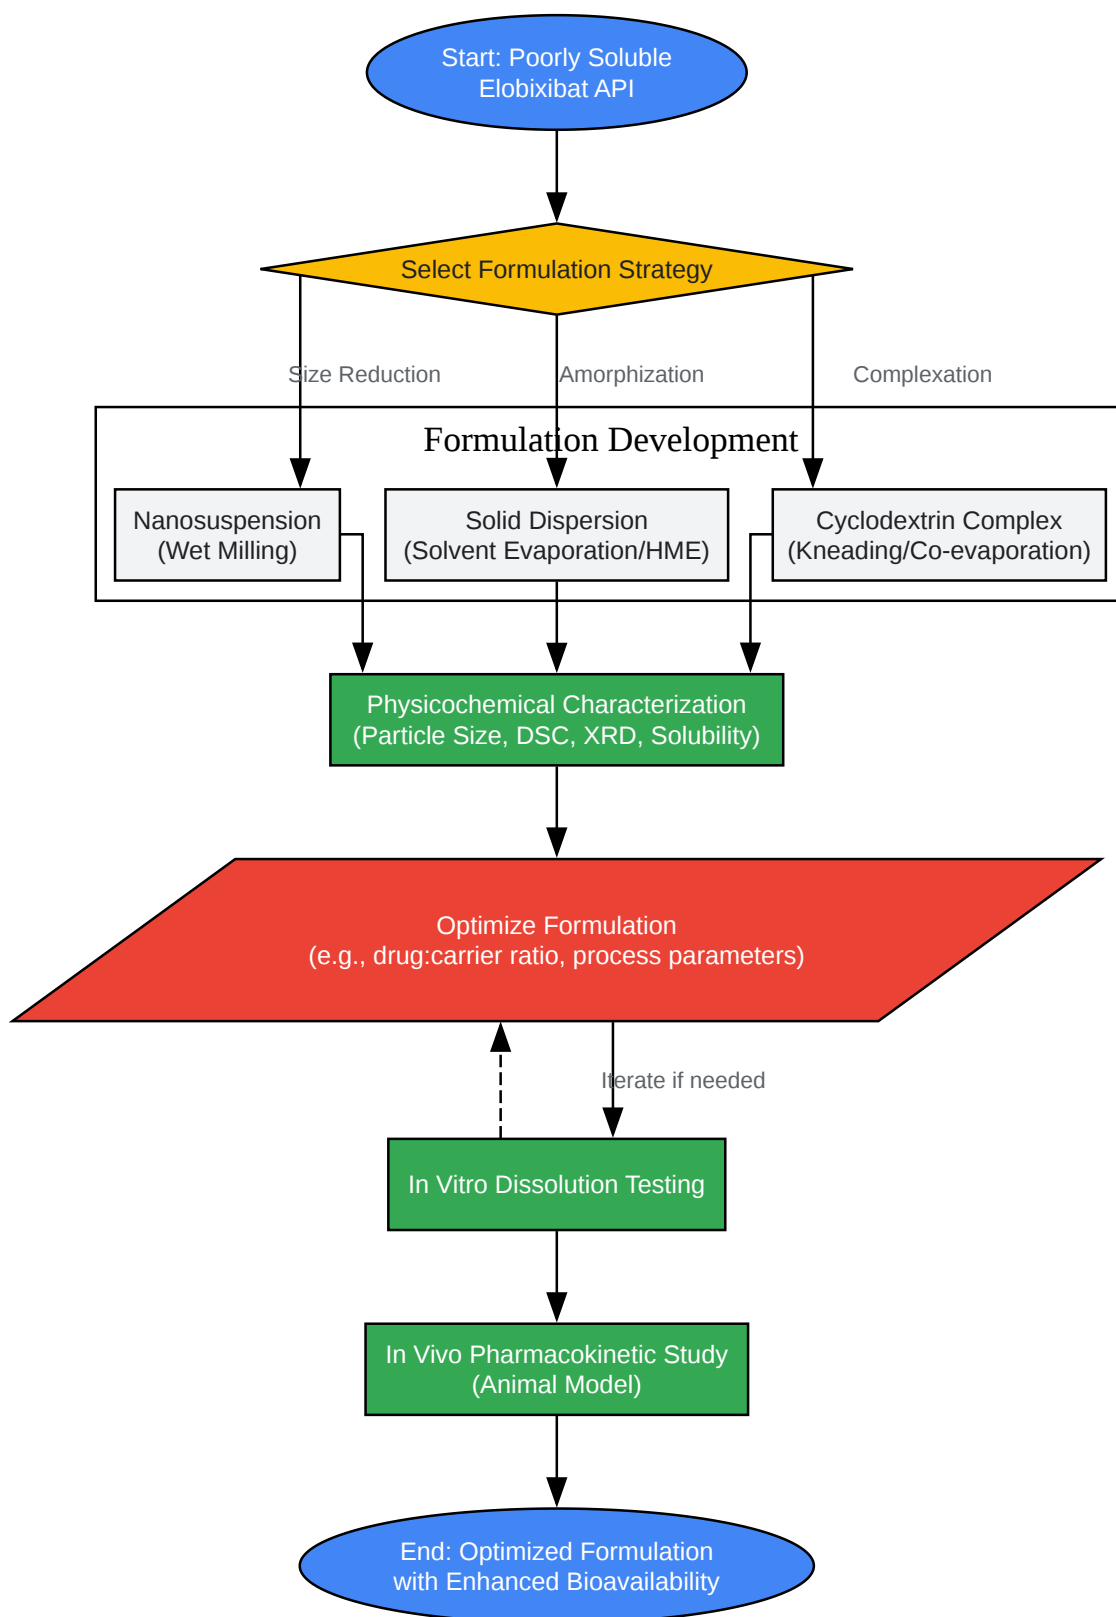 Start: Poorly Soluble
Elobixibat API
Select Formulation Strategy
Size Reduction
Amorphization
Complexation
Formulation Development
Nanosuspension
(Wet Milling)
Solid Dispersion
(Solvent Evaporation/HME)
Cyclodextrin Complex
(Kneading/Co-evaporation)
Physicochemical Characterization
(Particle Size, DSC, XRD, Solubility)
Optimize Formulation
(e.g., drug:carrier ratio, process parameters)
Iterate if needed
In Vitro Dissolution Testing
In Vivo Pharmacokinetic Study
(Animal Model)
End: Optimized Formulation
with Enhanced Bioavailability